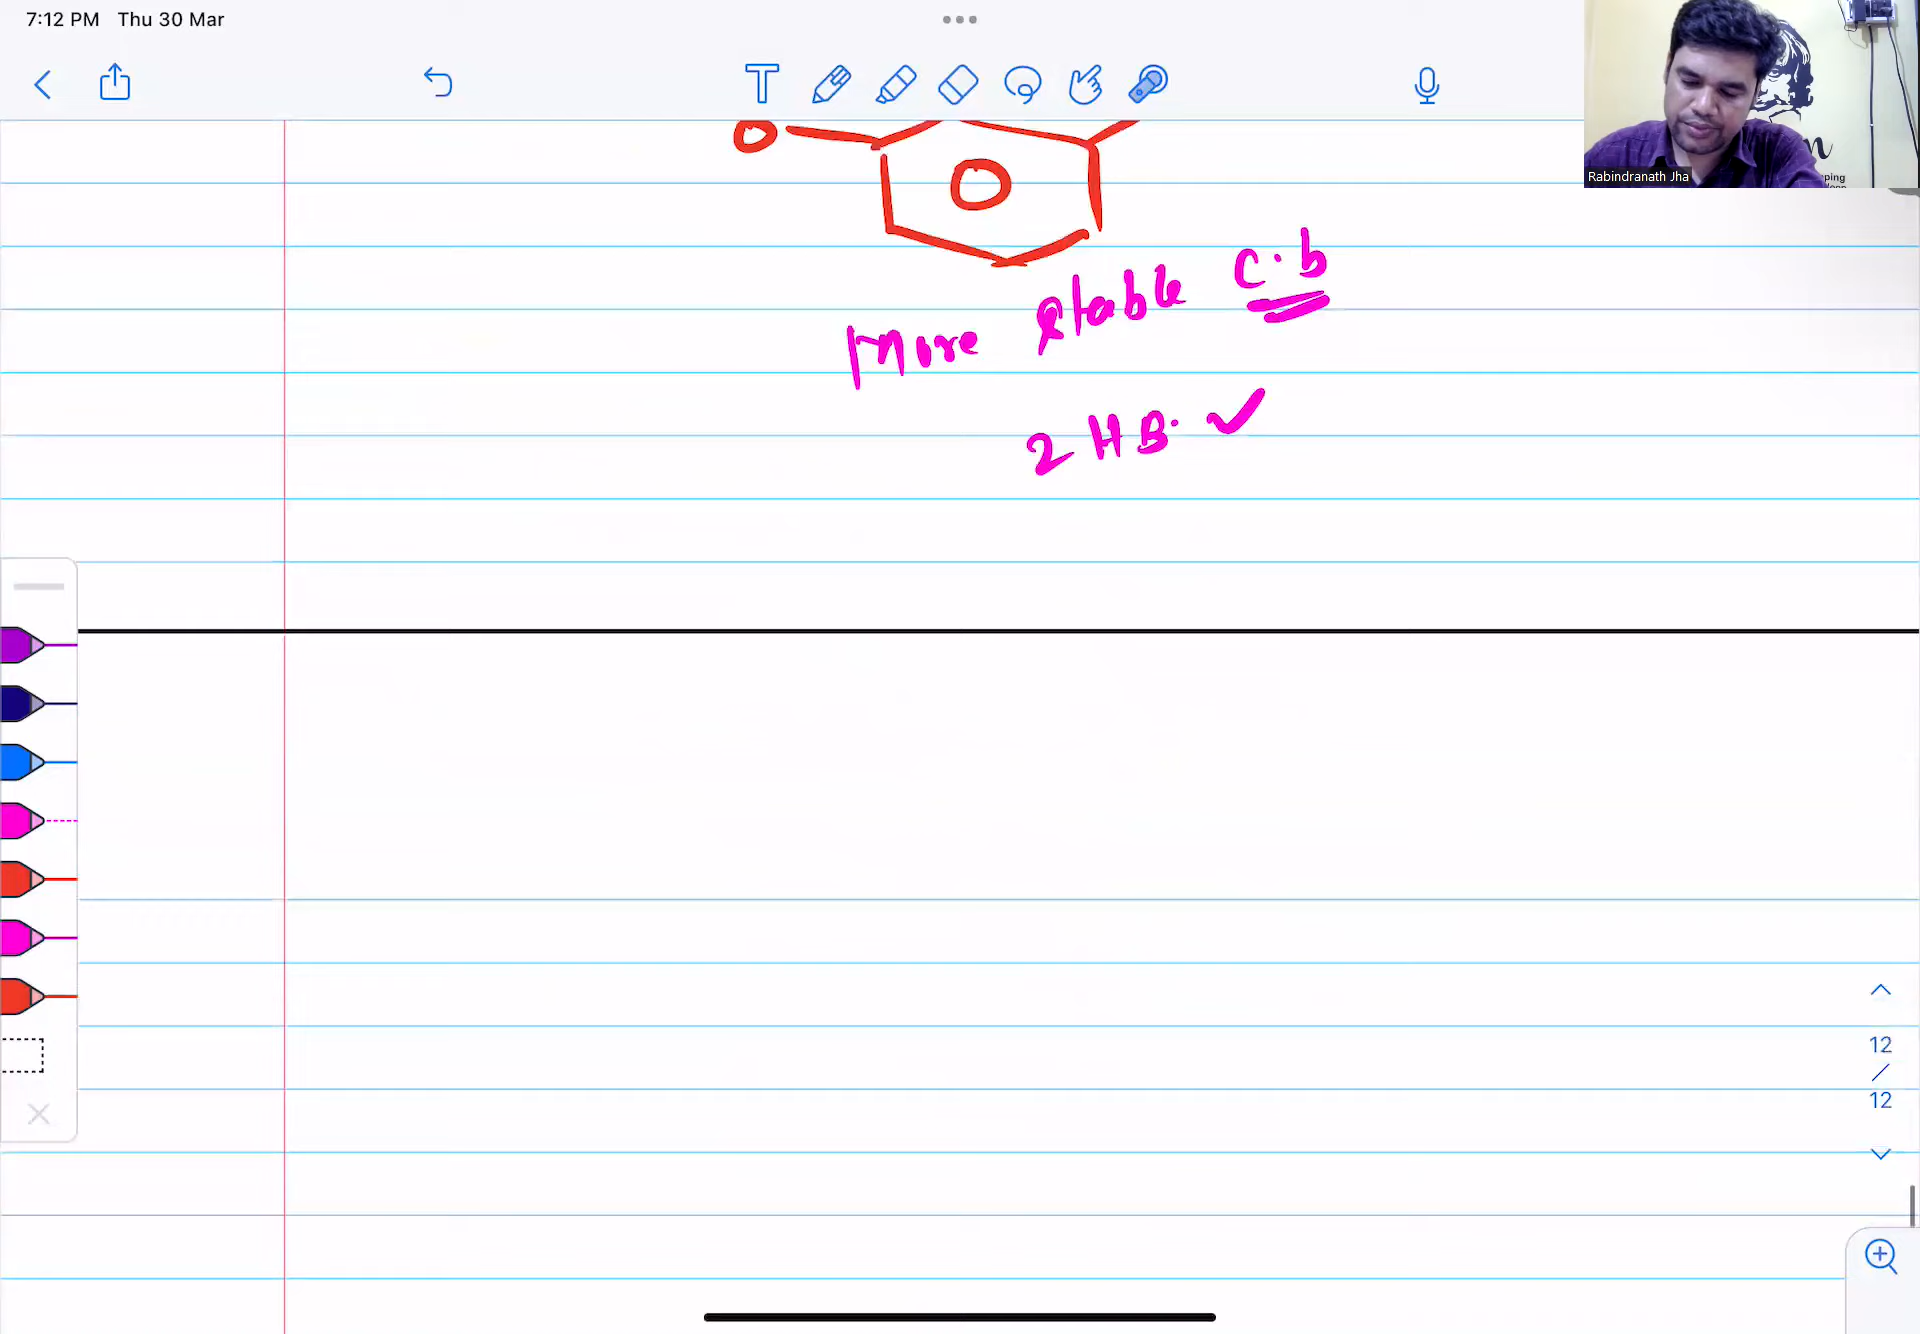 7:12 PM Thu 30 Mar
Rabindranath Jha
O
More stable C.b
2 HB. ✓
12
/
12